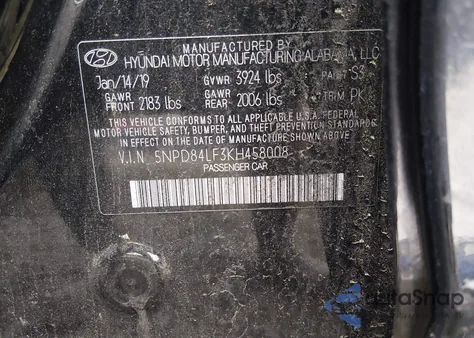 MANUFACTURED BY
HYUNDAI MOTOR MANUFACTURING ALABAMA, LLC
Jan/14/19 GVWR 3924 lbs PAINT S3
GAWR FRONT 2183 lbs GAWR REAR 2006 lbs TRIM PK
THIS VEHICLE CONFORMS TO ALL APPLICABLE U.S.A. FEDERAL
MOTOR VEHICLE SAFETY, BUMPER, AND THEFT PREVENTION
STANDARDS IN EFFECT ON THE DATE OF MANUFACTURE SHOWN ABOVE.
V.I.N 5NPD84LF3KH458008
PASSENGER CAR
autoSnap